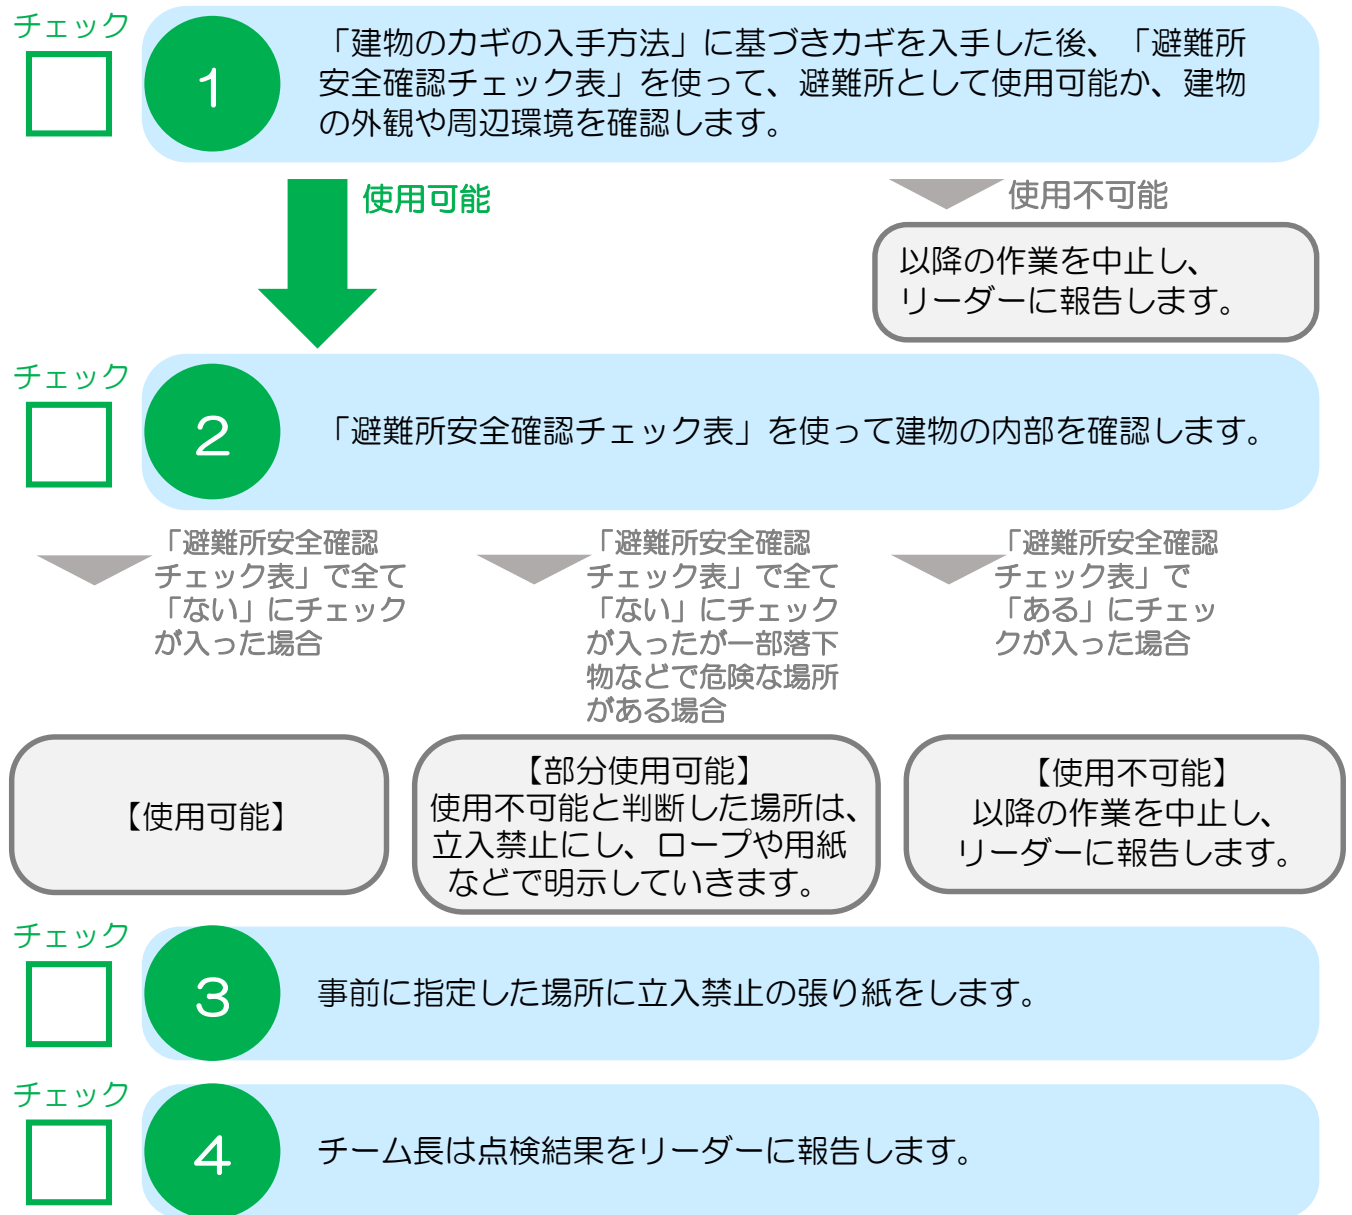 チェック
1
「建物のカギの入手方法」に基づきカギを入手した後、「避難所
安全確認チェック表」を使って、避難所として使用可能か、建物
の外観や周辺環境を確認します。
使用可能
使用不可能
以降の作業を中止し、
リーダーに報告します。
チェック
2
「避難所安全確認チェック表」を使って建物の内部を確認します。
「避難所安全確認
チェック表」で全て
「ない」にチェック
が入った場合
「避難所安全確認
チェック表」で全て
「ない」にチェック
が入ったが一部落下
物などで危険な場所
がある場合
「避難所安全確認
チェック表」で
「ある」にチェッ
クが入った場合
【使用可能】
【部分使用可能】
使用不可能と判断した場所は、
立入禁止にし、ロープや用紙
などで明示していきます。
【使用不可能】
以降の作業を中止し、
リーダーに報告します。
チェック
3
事前に指定した場所に立入禁止の張り紙をします。
チェック
4
チーム長は点検結果をリーダーに報告します。